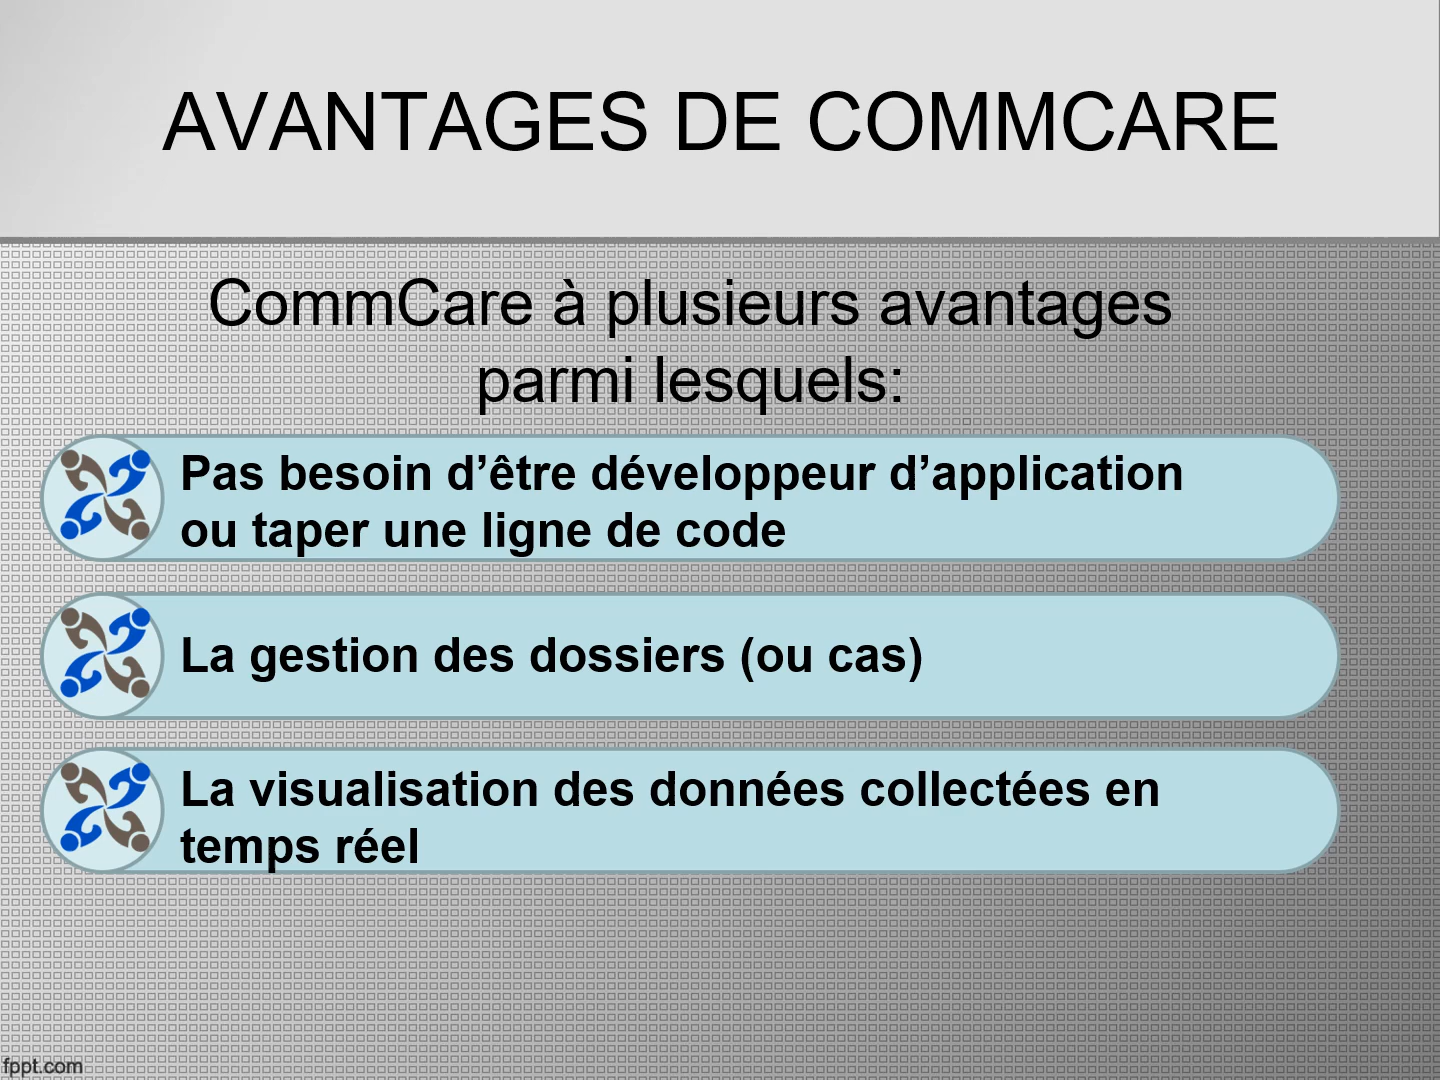 AVANTAGES DE COMMCARE
CommCare à plusieurs avantages
parmi lesquels:
Pas besoin d’être développeur d’application
ou taper une ligne de code
La gestion des dossiers (ou cas)
La visualisation des données collectées en
temps réel
fppt.com